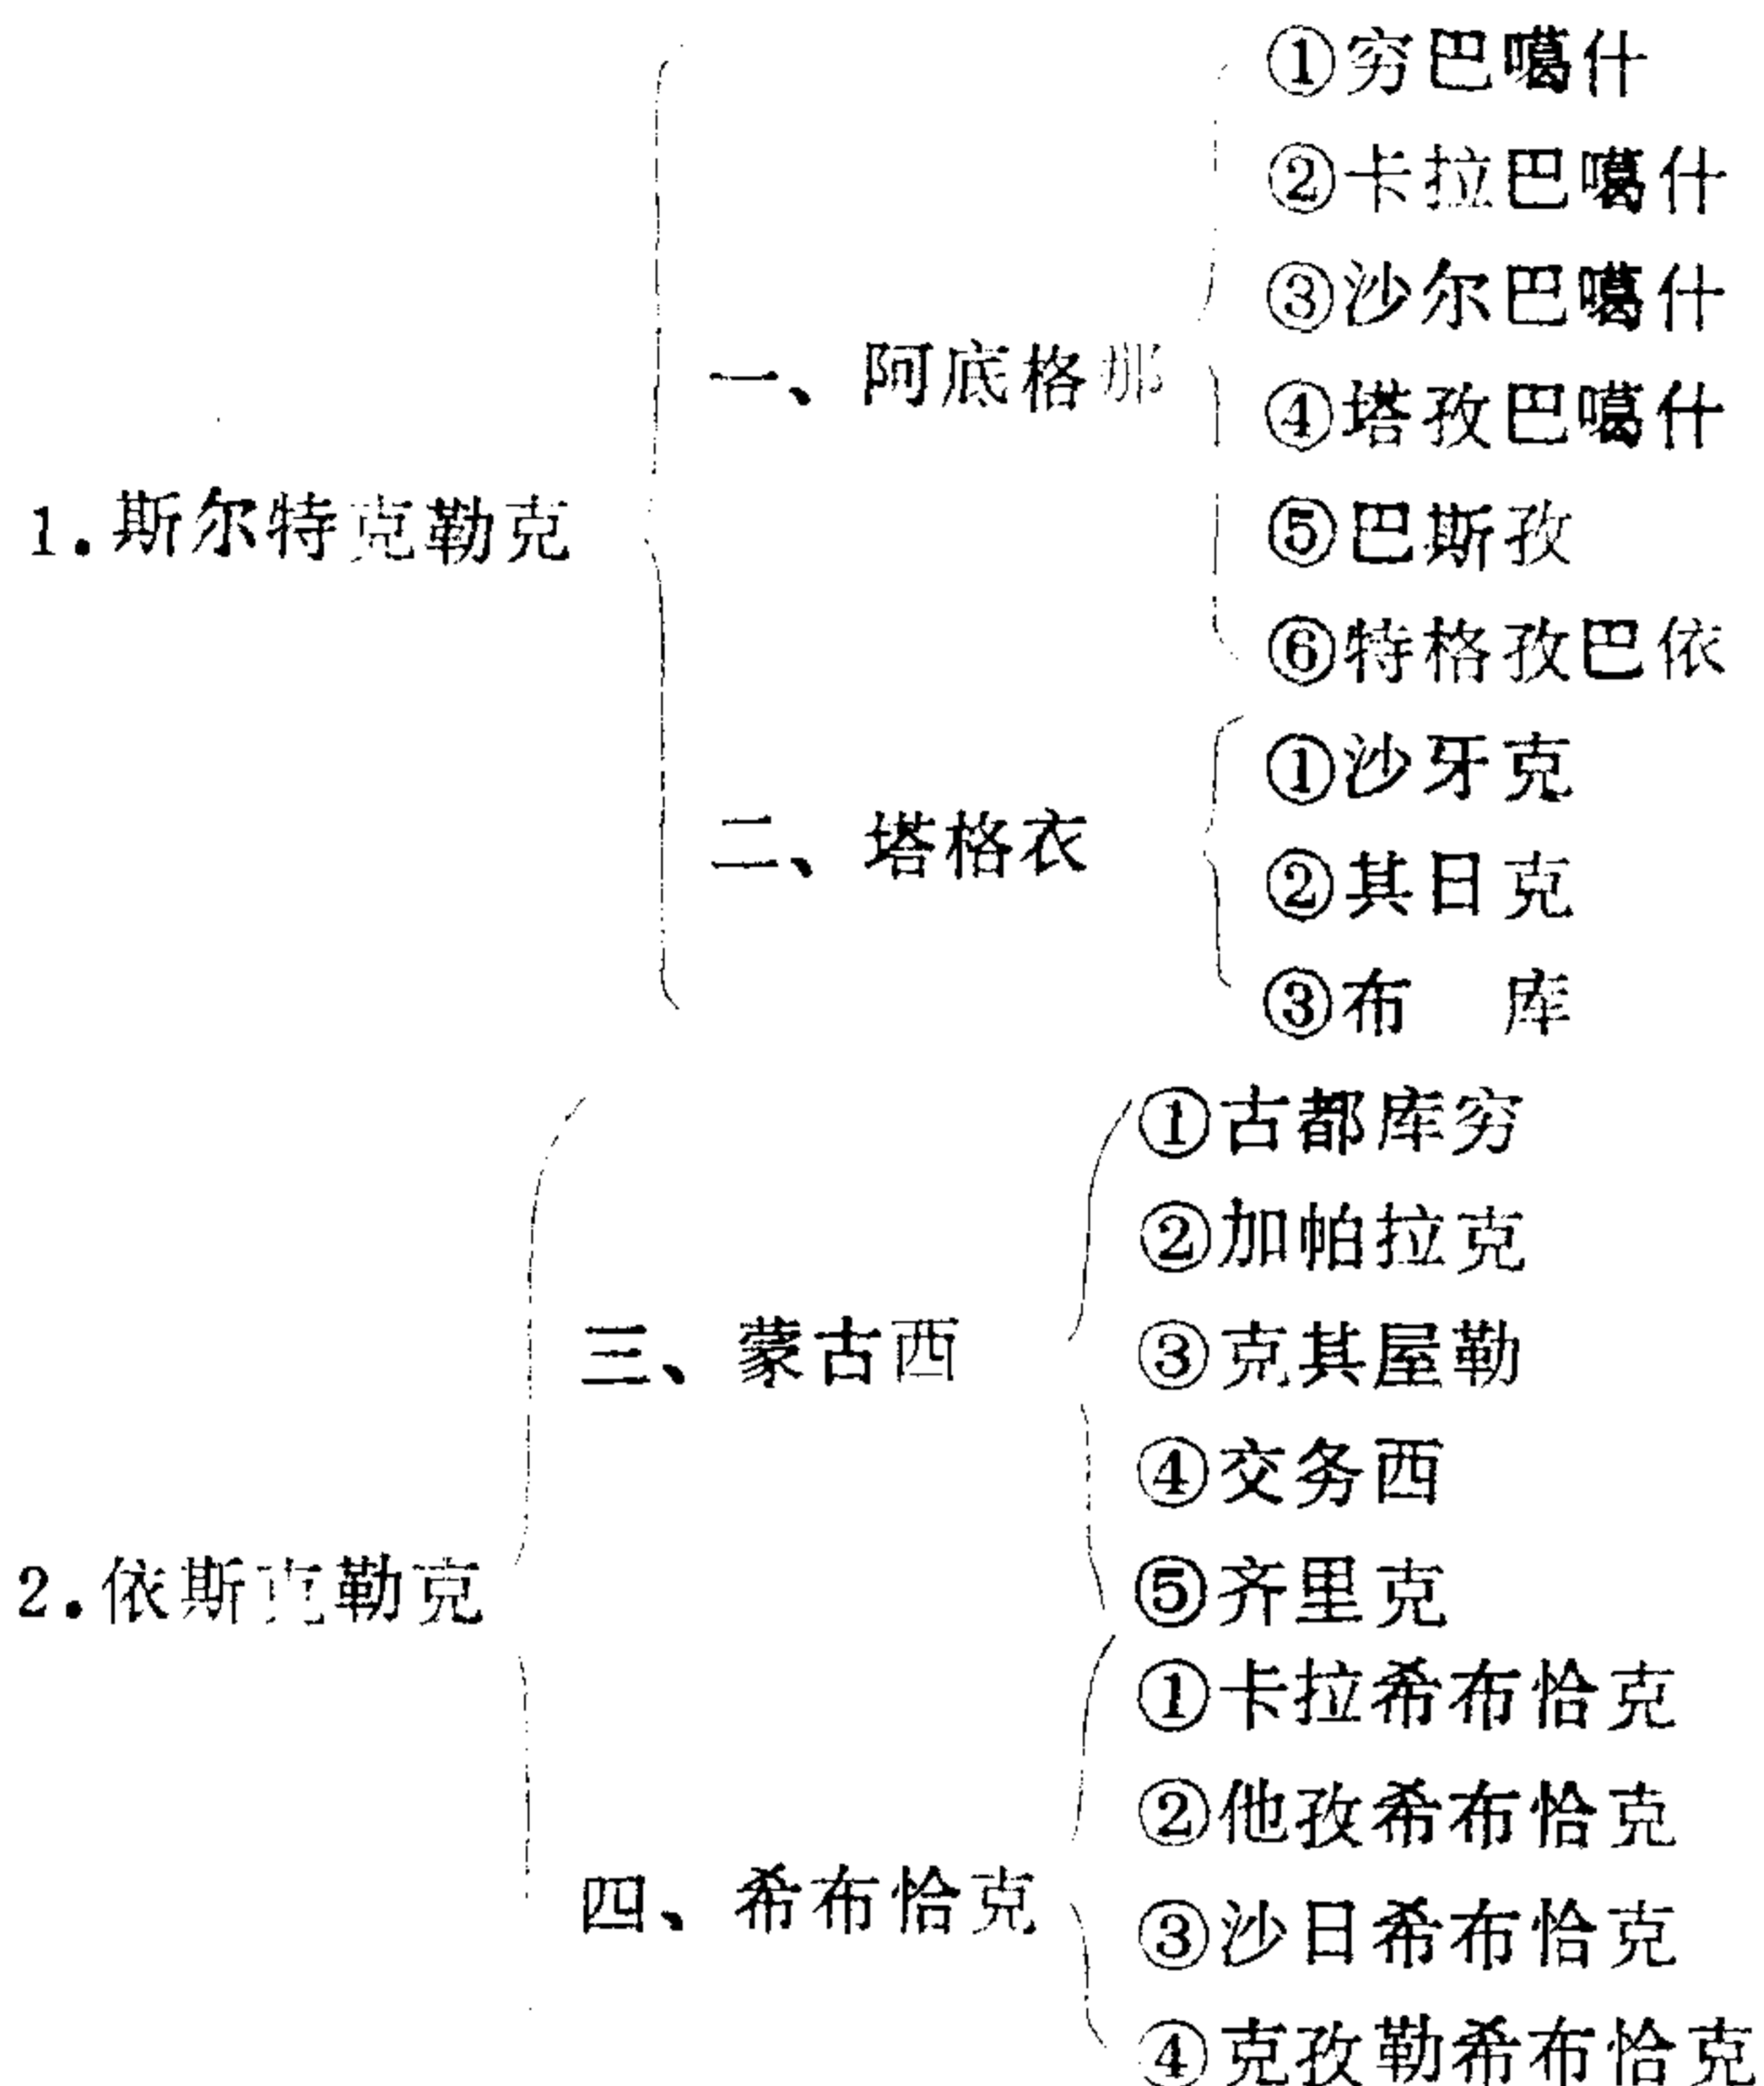 1.斯尔特克勒克
一、阿底格那
①穷巴噶什
②卡拉巴噶什
③沙尔巴噶什
④塔孜巴噶什
⑤巴斯孜
⑥特格孜巴依
二、塔格衣
①沙牙克
②其日克
③布 库
2.依斯克勒克
三、蒙古西
①古都库穷
②加帕拉克
③克其屋勒
④交务西
⑤齐里克
四、希布恰克
①卡拉希布恰克
②他孜希布恰克
③沙日希布恰克
④克孜勒希布恰克